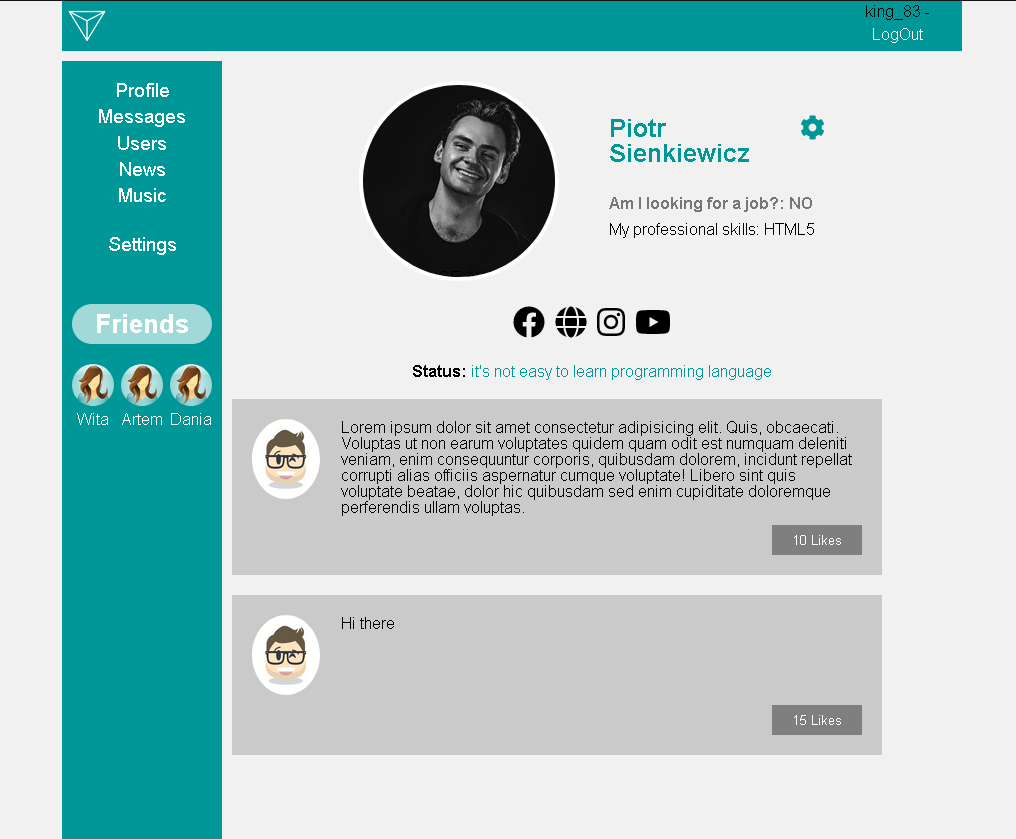 king_83 -
LogOut
Profile
Messages
Users
News
Music
Settings
Friends
Wita Artem Dania
Piotr
Sienkiewicz
Am I looking for a job?: NO
My professional skills: HTML5
Status: it's not easy to learn programming language
Lorem ipsum dolor sit amet consectetur adipisicing elit. Quis, obcaecati.
Voluptas ut non earum voluptates quidem quam odit est numquam deleniti
veniam, enim consequuntur corporis, quibusdam dolorem, incidunt repellat
corrupti alias officiis aspernatur cumque voluptate! Libero sint quis
voluptate beatae, dolor hic quibusdam sed enim cupiditate doloremque
perferendis ullam voluptas.
10 Likes
Hi there
15 Likes